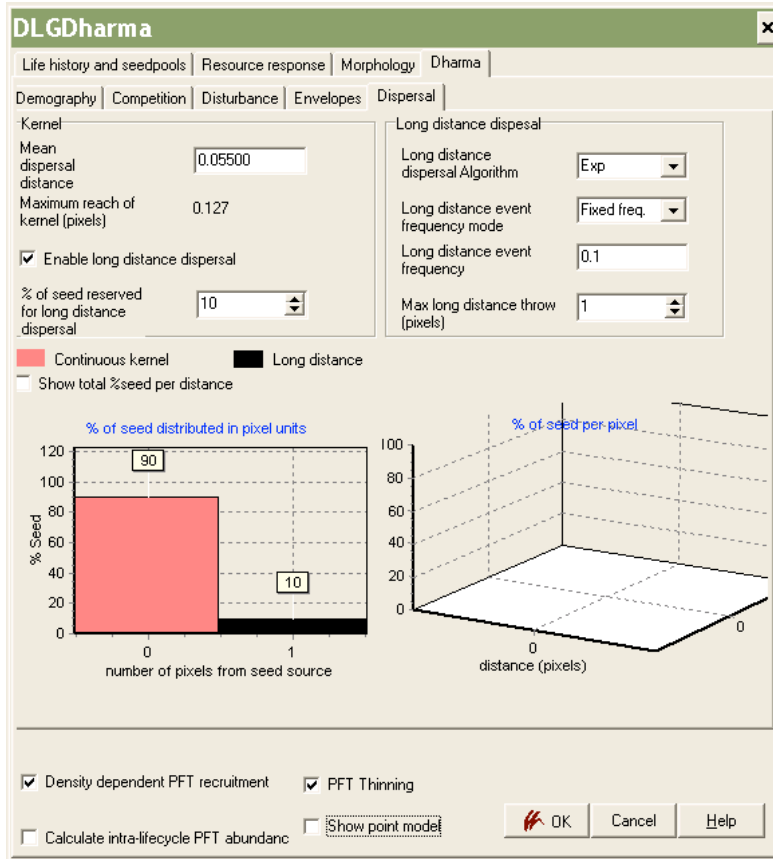 DLGDharma
Life history and seedpools Resource response Morphology Dharma
Demography Competition Disturbance Envelopes Dispersal
Kernel
Mean
dispersal
distance
0.05500
Maximum reach of
kernel (pixels)
0.127
Enable long distance dispersal
% of seed reserved
for long distance
dispersal
10
Long distance dispesal
Long distance
dispersal Algorithm
Exp
Long distance event
frequency mode
Fixed freq.
Long distance event
frequency
0.1
Max long distance throw
(pixels)
1
Continuous kernel Long distance
Show total %seed per distance
% of seed distributed in pixel units
120
100
80
60
40
20
0
% Seed
90
10
0 1
number of pixels from seed source
% of seed per pixel
100
80
60
40
20
0
0
0
distance (pixels)
Density dependent PFT recruitment
PFT Thinning
Calculate intra-lifecycle PFT abundanc
Show point model
OK Cancel Help